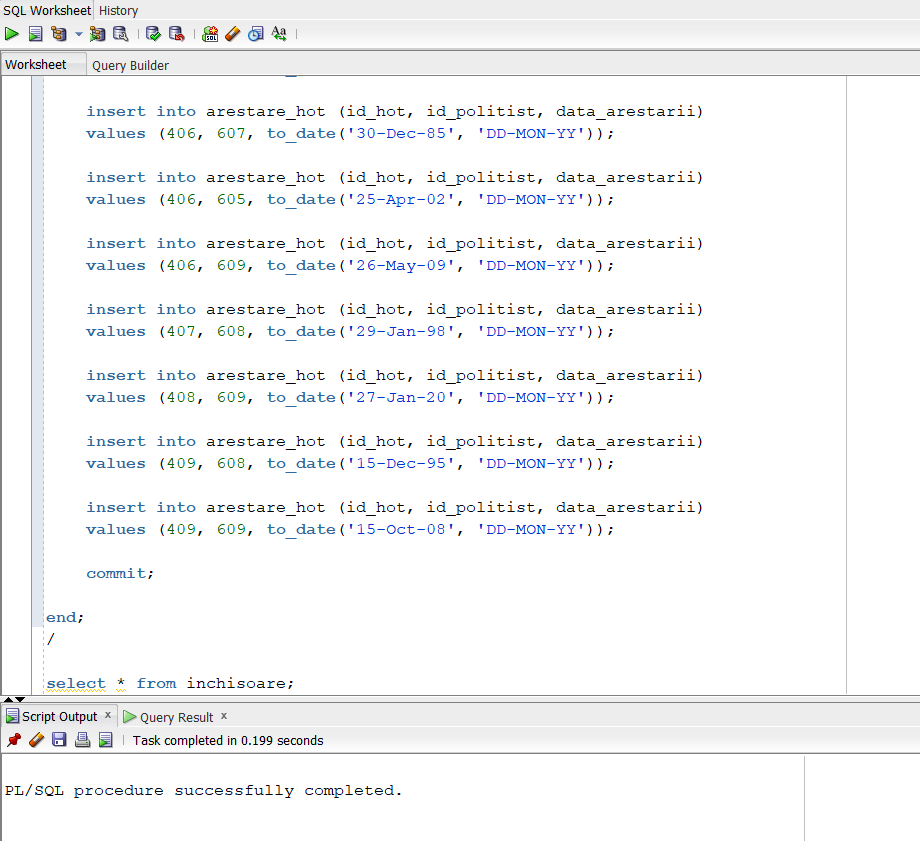 SQL Worksheet History
Worksheet Query Builder
insert into arestare_hot (id_hot, id_politist, data_arestarii)
values (406, 607, to_date('30-Dec-85', 'DD-MON-YY'));
insert into arestare_hot (id_hot, id_politist, data_arestarii)
values (406, 605, to_date('25-Apr-02', 'DD-MON-YY'));
insert into arestare_hot (id_hot, id_politist, data_arestarii)
values (406, 609, to_date('26-May-09', 'DD-MON-YY'));
insert into arestare_hot (id_hot, id_politist, data_arestarii)
values (407, 608, to_date('29-Jan-98', 'DD-MON-YY'));
insert into arestare_hot (id_hot, id_politist, data_arestarii)
values (408, 609, to_date('27-Jan-20', 'DD-MON-YY'));
insert into arestare_hot (id_hot, id_politist, data_arestarii)
values (409, 608, to_date('15-Dec-95', 'DD-MON-YY'));
insert into arestare_hot (id_hot, id_politist, data_arestarii)
values (409, 609, to_date('15-Oct-08', 'DD-MON-YY'));
commit;
end;
/
select * from inchisoare;
Script Output x Query Result x
Task completed in 0.199 seconds
PL/SQL procedure successfully completed.